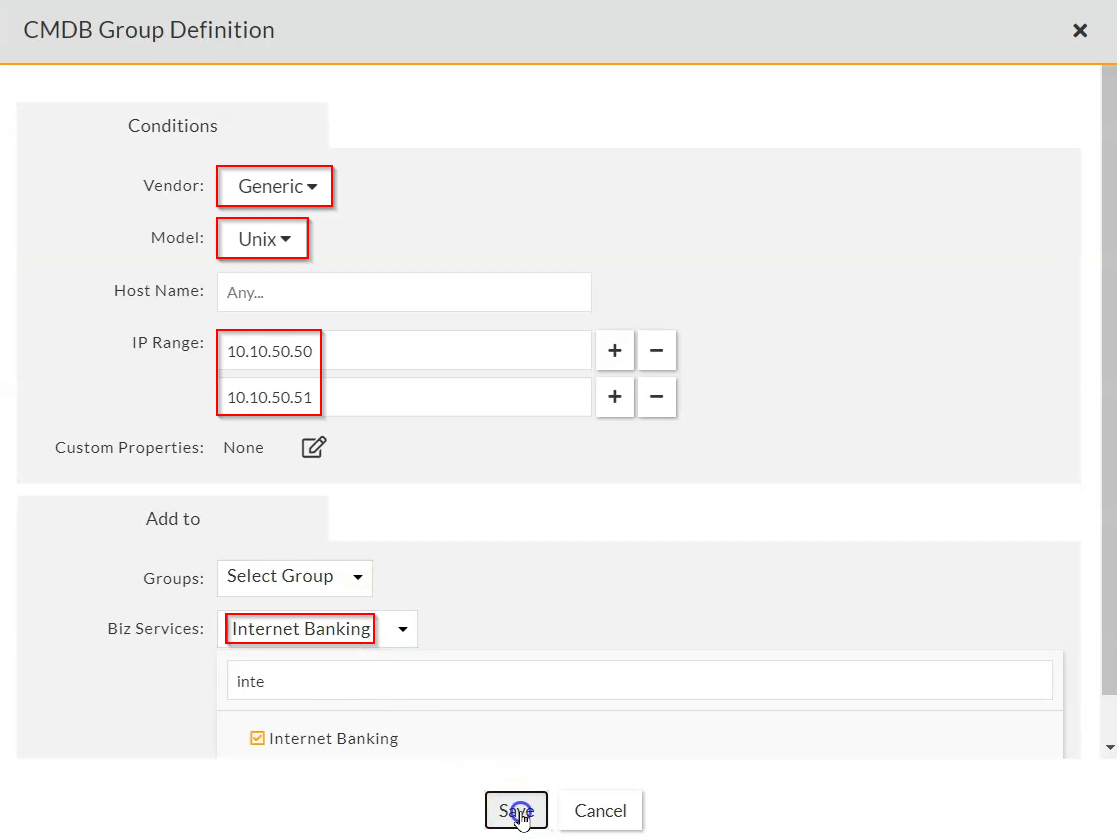 CMDB Group Definition
Conditions
Vendor: Generic
Model: Unix
Host Name: Any...
IP Range: 10.10.50.50 + −
10.10.50.51 + −
Custom Properties: None
Add to
Groups: Select Group
Biz Services: Internet Banking
inte
Internet Banking
Save Cancel